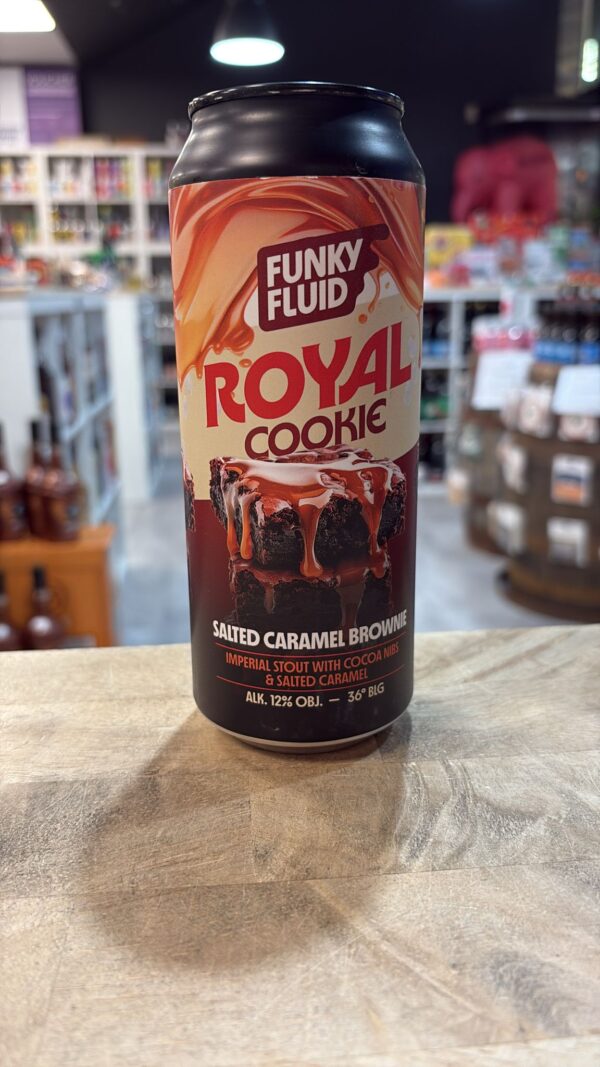 FUNKY
FLUID
ROYAL
COOKIE
SALTED CARAMEL BROWNIE
IMPERIAL STOUT WITH COCOA NIBS
& SALTED CARAMEL
ALK. 12% OBJ. — 36° BLG